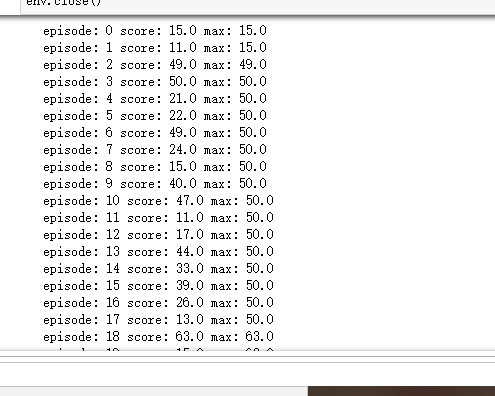 env.close()
episode: 0 score: 15.0 max: 15.0
episode: 1 score: 11.0 max: 15.0
episode: 2 score: 49.0 max: 49.0
episode: 3 score: 50.0 max: 50.0
episode: 4 score: 21.0 max: 50.0
episode: 5 score: 22.0 max: 50.0
episode: 6 score: 49.0 max: 50.0
episode: 7 score: 24.0 max: 50.0
episode: 8 score: 15.0 max: 50.0
episode: 9 score: 40.0 max: 50.0
episode: 10 score: 47.0 max: 50.0
episode: 11 score: 11.0 max: 50.0
episode: 12 score: 17.0 max: 50.0
episode: 13 score: 44.0 max: 50.0
episode: 14 score: 33.0 max: 50.0
episode: 15 score: 39.0 max: 50.0
episode: 16 score: 26.0 max: 50.0
episode: 17 score: 13.0 max: 50.0
episode: 18 score: 63.0 max: 63.0